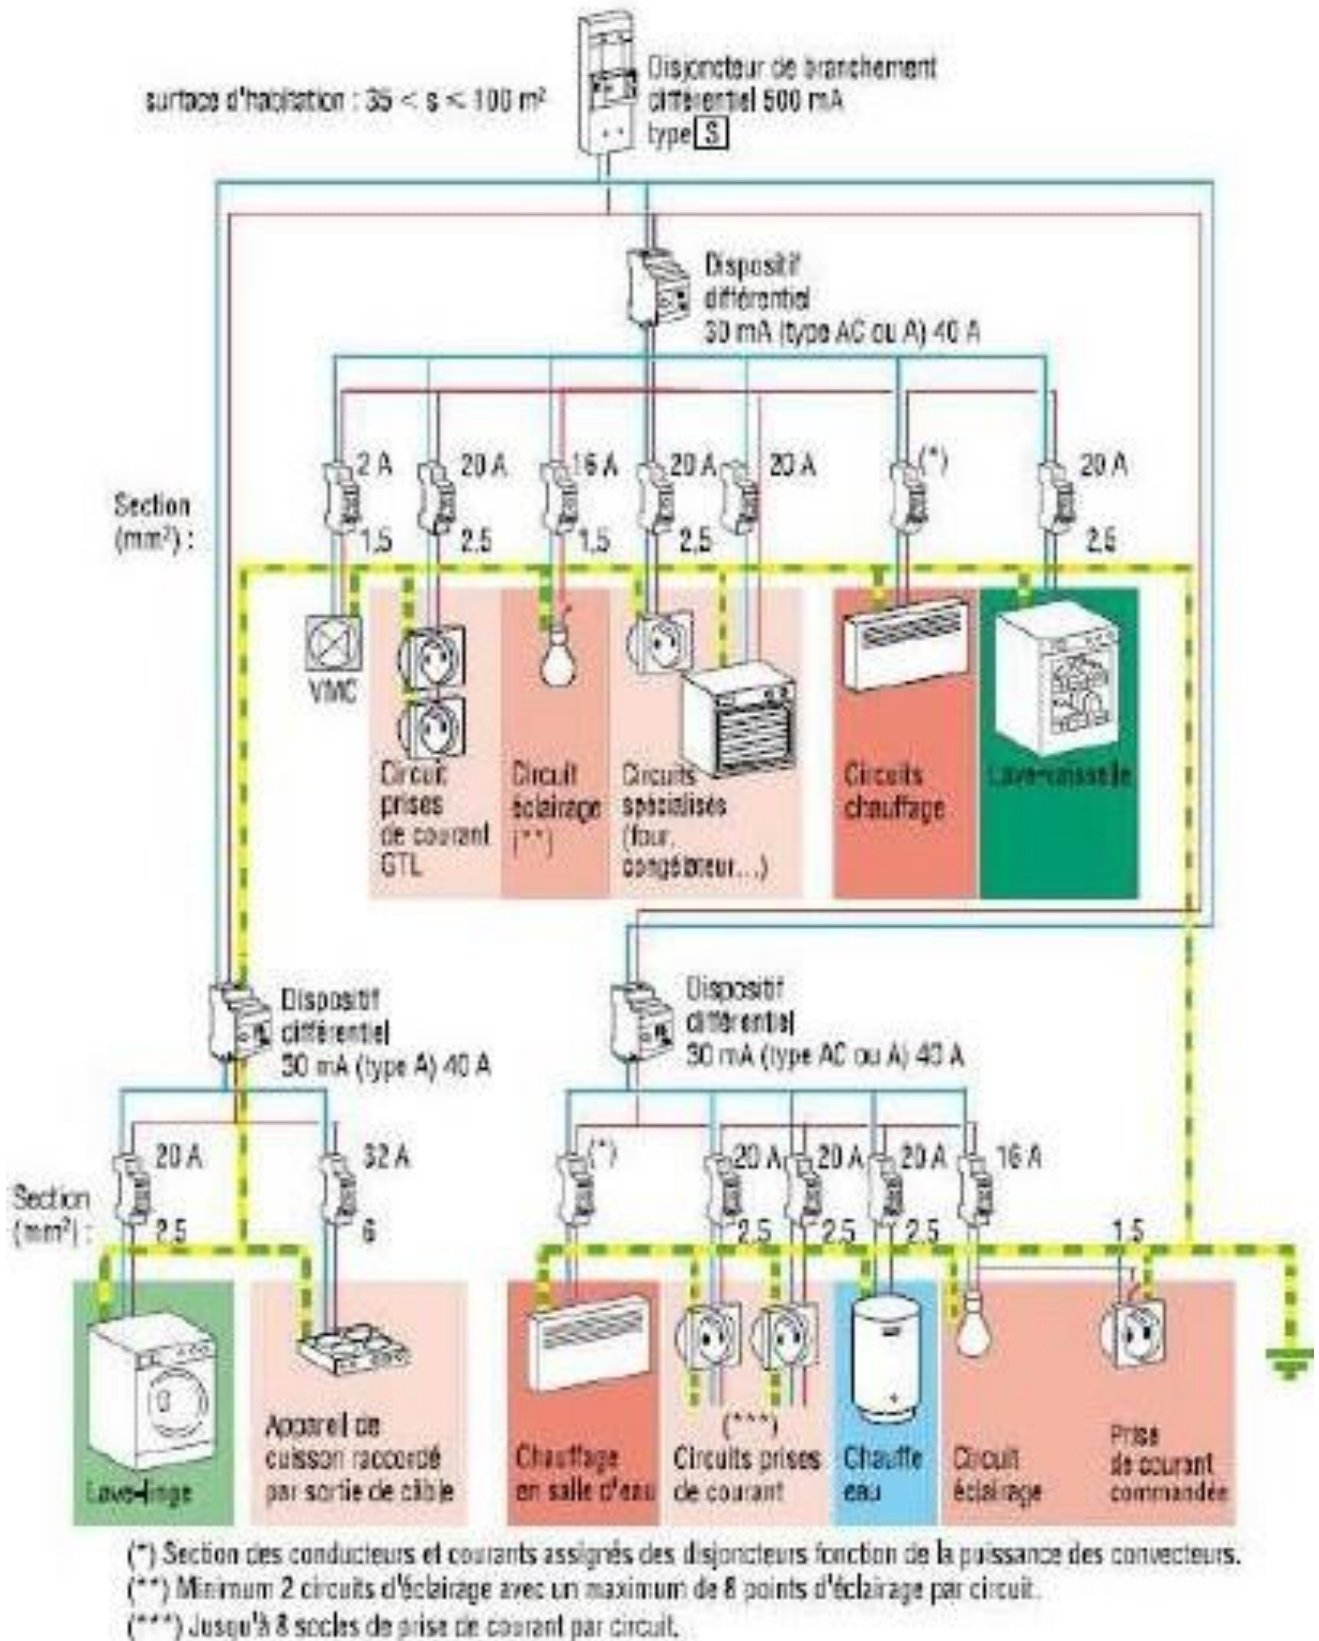 surface d'habitation : 35 < s < 100 m²
Disjoncteur de branchement
différentiel 500 mA
type S
Dispositif
différentiel
30 mA (type AC ou A) 40 A
2 A
20 A
16 A
20 A
20 A
(*)
20 A
Section
(mm²) :
1,5
2,5
1,5
2,5
2,5
VMC
Circuit
prises
de courant
GTL
Circuit
éclairage
(**)
Circuits
spécialisés
(four,
congélateur...)
Circuits
chauffage
Lave-vaisselle
Dispositif
différentiel
30 mA (type A) 40 A
Dispositif
différentiel
30 mA (type AC ou A) 40 A
20 A
32 A
(*)
20 A
20 A
20 A
16 A
Section
(mm²) :
2,5
6
2,5
2,5
2,5
1,5
Lave-linge
Appareil de
cuisson raccordé
par sortie de câble
Chauffage
en salle d'eau
(***)
Circuits prises
de courant
Chauffe
eau
Circuit
éclairage
Prise
de courant
commandée
(*) Section des conducteurs et courants assignés des disjoncteurs fonction de la puissance des convecteurs.
(**) Minimum 2 circuits d'éclairage avec un maximum de 8 points d'éclairage par circuit.
(***) Jusqu'à 8 socles de prise de courant par circuit.